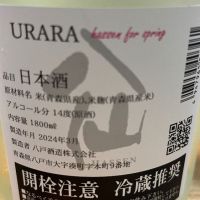 URARA hassen for spring
品目 日本酒
原材料名 米(青森県産)、米麹(青森県産米)
アルコール分 14度(原酒)
内容量 1800ml
製造年月 2024年3月
製造者 八戸酒造株式会社
青森県八戸市大字湊町字本町9番地
開栓注意 冷蔵推奨